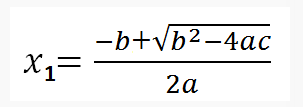 x₁= −b+√b²−4ac / 2a